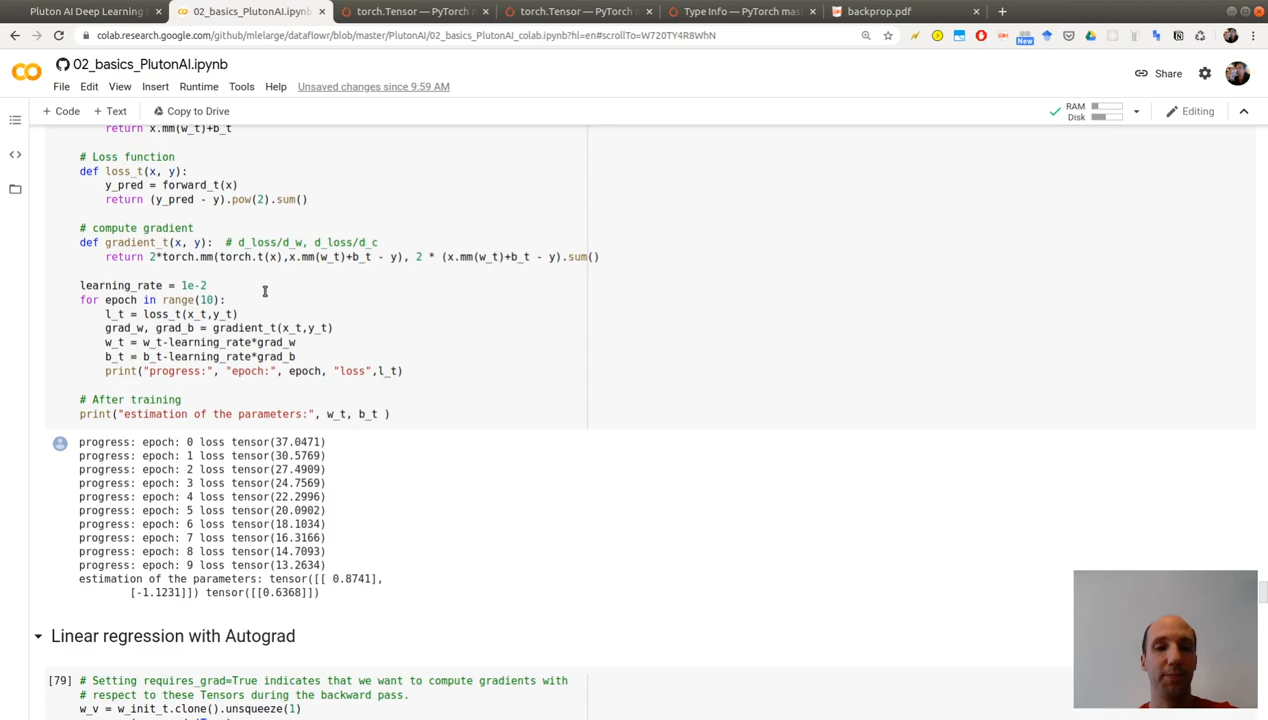 Pluton AI Deep Learning
02_basics_PlutonAI.ipynb
torch.Tensor — PyTorch m
torch.Tensor — PyTorch m
Type Info — PyTorch mas
backprop.pdf
colab.research.google.com/github/mlelarge/dataflowr/blob/master/PlutonAI/02_basics_PlutonAI_colab.ipynb?hl=en#scrollTo=W720TY4R8WhN
New
02_basics_PlutonAI.ipynb
Share
File Edit View Insert Runtime Tools Help Unsaved changes since 9:59 AM
+ Code + Text Copy to Drive
RAM
Disk
Editing
return x.mm(w_t)+b_t
# Loss function
def loss_t(x, y):
y_pred = forward_t(x)
return (y_pred - y).pow(2).sum()
# compute gradient
def gradient_t(x, y):  # d_loss/d_w, d_loss/d_c
return 2*torch.mm(torch.t(x),x.mm(w_t)+b_t - y), 2 * (x.mm(w_t)+b_t - y).sum()
learning_rate = 1e-2
for epoch in range(10):
l_t = loss_t(x_t,y_t)
grad_w, grad_b = gradient_t(x_t,y_t)
w_t = w_t-learning_rate*grad_w
b_t = b_t-learning_rate*grad_b
print("progress:", "epoch:", epoch, "loss",l_t)
# After training
print("estimation of the parameters:", w_t, b_t )
progress: epoch: 0 loss tensor(37.0471)
progress: epoch: 1 loss tensor(30.5769)
progress: epoch: 2 loss tensor(27.4909)
progress: epoch: 3 loss tensor(24.7569)
progress: epoch: 4 loss tensor(22.2996)
progress: epoch: 5 loss tensor(20.0902)
progress: epoch: 6 loss tensor(18.1034)
progress: epoch: 7 loss tensor(16.3166)
progress: epoch: 8 loss tensor(14.7093)
progress: epoch: 9 loss tensor(13.2634)
estimation of the parameters: tensor([[ 0.8741],
[-1.1231]]) tensor([[0.6368]])
Linear regression with Autograd
[79] # Setting requires_grad=True indicates that we want to compute gradients with
# respect to these Tensors during the backward pass.
w_v = w_init_t.clone().unsqueeze(1)